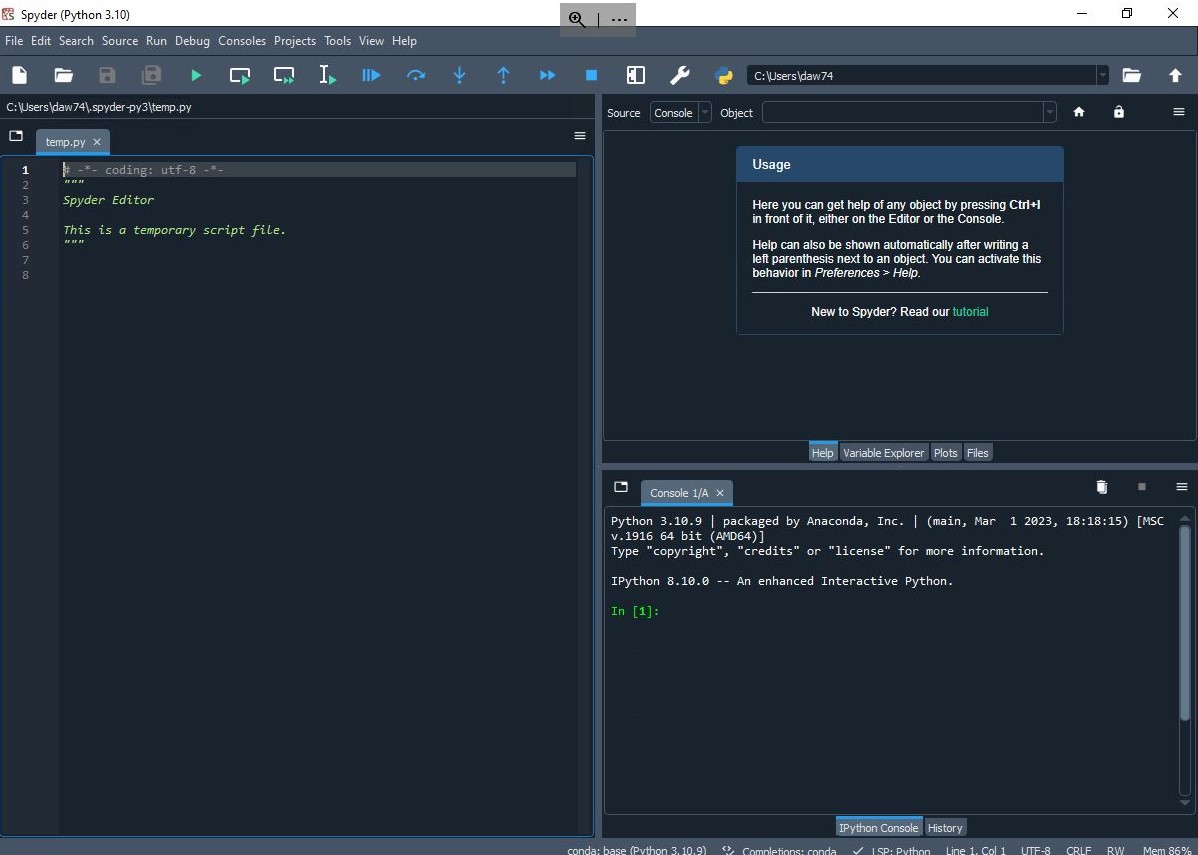 Spyder (Python 3.10)
File Edit Search Source Run Debug Consoles Projects Tools View Help
C:\Users\daw74
C:\Users\daw74\.spyder-py3\temp.py
temp.py
1 # -*- coding: utf-8 -*-
2 """
3 Spyder Editor
4
5 This is a temporary script file.
6 """
7
8
Source Console Object
Usage
Here you can get help of any object by pressing Ctrl+I
in front of it, either on the Editor or the Console.
Help can also be shown automatically after writing a
left parenthesis next to an object. You can activate this
behavior in Preferences > Help.
New to Spyder? Read our tutorial
Help Variable Explorer Plots Files
Console 1/A
Python 3.10.9 | packaged by Anaconda, Inc. | (main, Mar  1 2023, 18:18:15) [MSC
v.1916 64 bit (AMD64)]
Type "copyright", "credits" or "license" for more information.
IPython 8.10.0 -- An enhanced Interactive Python.
In [1]:
IPython Console History
conda: base (Python 3.10.9) Completions: conda LSP: Python Line 1, Col 1 UTF-8 CRLF RW Mem 86%